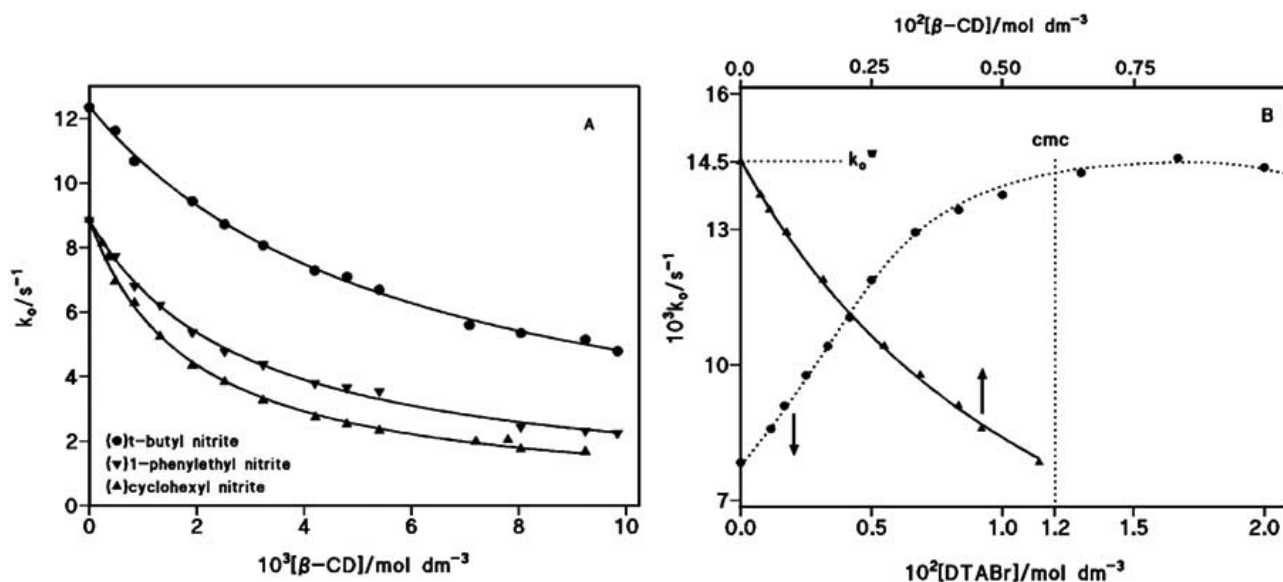 A
12
10
8
6
4
2
0
kₒ/s⁻¹
(●)t-butyl nitrite
(▼)1-phenylethyl nitrite
(▲)cyclohexyl nitrite
0 2 4 6 8 10
10³[β-CD]/mol dm⁻³
10²[β-CD]/mol dm⁻³
0.0 0.25 0.50 0.75
B
16
14.5
13
10
7
10³kₒ/s⁻¹
kₒʷ
cmc
0.0 0.5 1.0 1.2 1.5 2.0
10²[DTABr]/mol dm⁻³